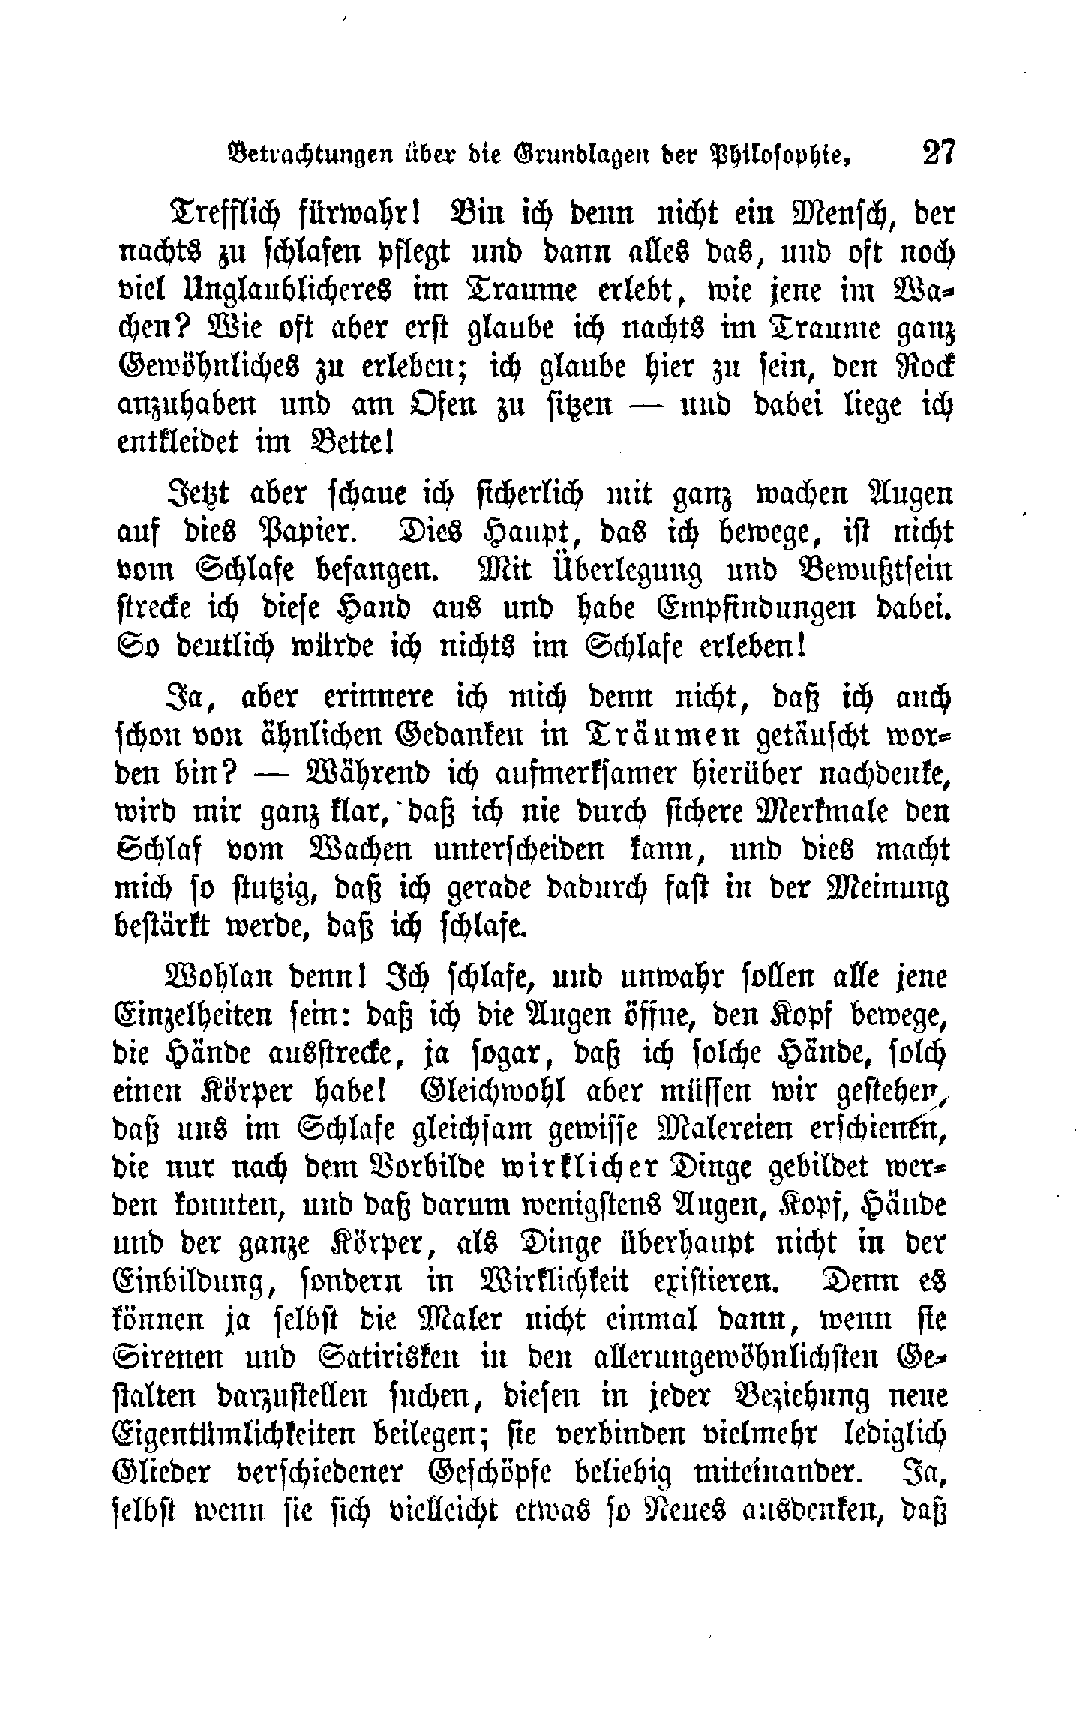 Betrachtungen über die Grundlagen der Philosophie. 27
Trefflich fürwahr! Bin ich denn nicht ein Mensch, der
nachts zu schlafen pflegt und dann alles das, und oft noch
viel Unglaublicheres im Traume erlebt, wie jene im Wa-
chen? Wie oft aber erst glaube ich nachts im Traume ganz
Gewöhnliches zu erleben; ich glaube hier zu sein, den Rock
anzuhaben und am Ofen zu sitzen — und dabei liege ich
entkleidet im Bette!
Jetzt aber schaue ich sicherlich mit ganz wachen Augen
auf dies Papier. Dies Haupt, das ich bewege, ist nicht
vom Schlafe befangen. Mit Überlegung und Bewußtsein
strecke ich diese Hand aus und habe Empfindungen dabei.
So deutlich würde ich nichts im Schlafe erleben!
Ja, aber erinnere ich mich denn nicht, daß ich auch
schon von ähnlichen Gedanken in Träumen getäuscht wor-
den bin? — Während ich aufmerksamer hierüber nachdenke,
wird mir ganz klar, daß ich nie durch sichere Merkmale den
Schlaf vom Wachen unterscheiden kann, und dies macht
mich so stutzig, daß ich gerade dadurch fast in der Meinung
bestärkt werde, daß ich schlafe.
Wohlan denn! Ich schlafe, und unwahr sollen alle jene
Einzelheiten sein: daß ich die Augen öffne, den Kopf bewege,
die Hände ausstrecke, ja sogar, daß ich solche Hände, solch
einen Körper habe! Gleichwohl aber müssen wir gestehen,
daß uns im Schlafe gleichsam gewisse Malereien erschienen,
die nur nach dem Vorbilde wirklicher Dinge gebildet wer-
den konnten, und daß darum wenigstens Augen, Kopf, Hände
und der ganze Körper, als Dinge überhaupt nicht in der
Einbildung, sondern in Wirklichkeit existieren. Denn es
können ja selbst die Maler nicht einmal dann, wenn sie
Sirenen und Satirisken in den allerungewöhnlichsten Ge-
stalten darzustellen suchen, diesen in jeder Beziehung neue
Eigentümlichkeiten beilegen; sie verbinden vielmehr lediglich
Glieder verschiedener Geschöpfe beliebig miteinander. Ja,
selbst wenn sie sich vielleicht etwas so Neues ausdenken, daß